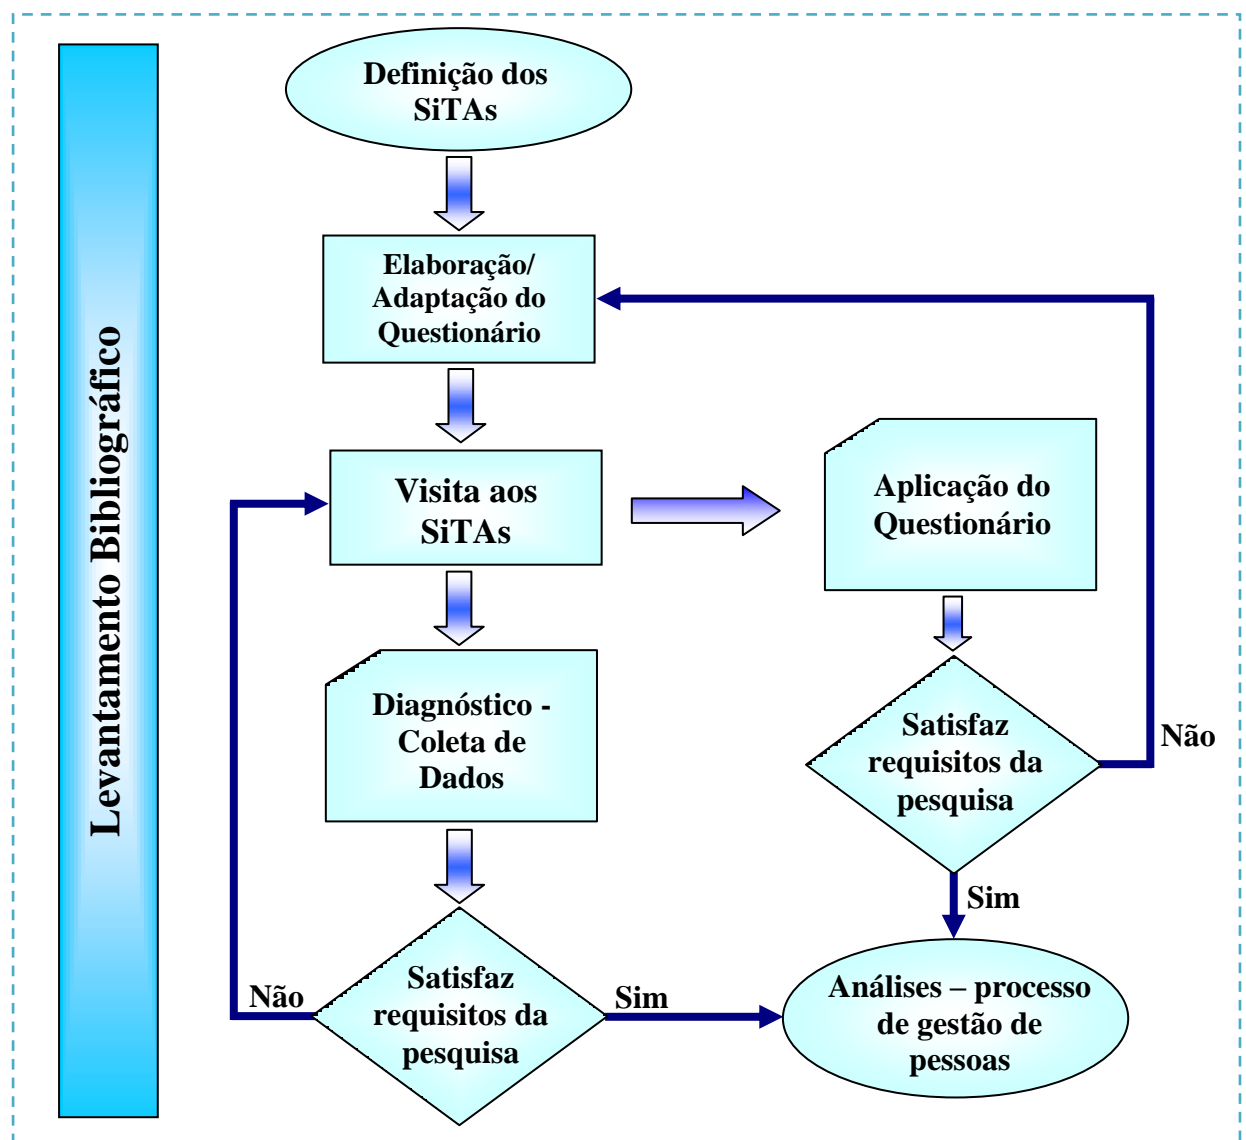 Levantamento Bibliográfico
Definição dos
SiTAs
Elaboração/
Adaptação do
Questionário
Visita aos
SiTAs
Aplicação do
Questionário
Diagnóstico -
Coleta de
Dados
Satisfaz
requisitos da
pesquisa
Não
Sim
Satisfaz
requisitos da
pesquisa
Não
Sim
Análises – processo
de gestão de
pessoas